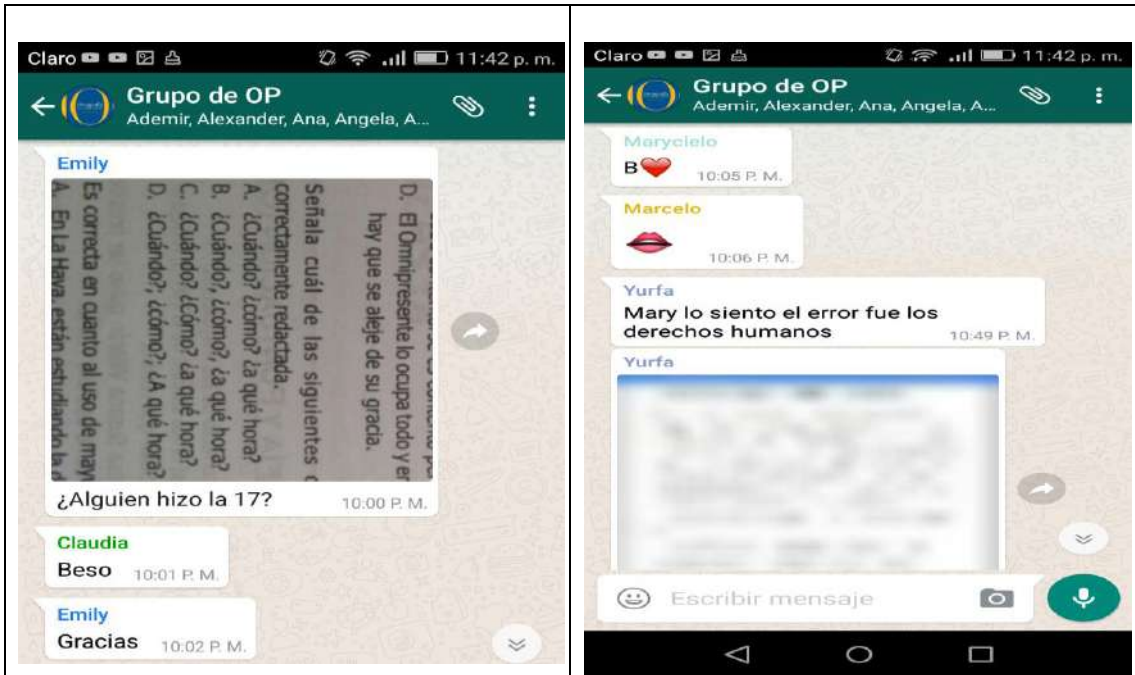 Claro 11:42 p. m.
Grupo de OP
Ademir, Alexander, Ana, Angela, A...
Emily
D. El Omnipresente lo ocupa todo y
hay que se aleje de su gracia.
Señala cuál de las siguientes
correctamente redactada.
A. ¿Cuándo? ¿cómo? ¿a qué hora?
B. ¿Cuándo?, ¿cómo?, ¿a qué hora?
C. ¿Cuándo? ¿Cómo? ¿a qué hora?
D. ¿Cuándo?; ¿cómo?; ¿A qué hora?
Es correcta en cuanto al uso de
A. En La Haya, están estudiando la
¿Alguien hizo la 17? 10:00 P. M.
Claudia
Beso 10:01 P. M.
Emily
Gracias 10:02 P. M.
Claro 11:42 p. m.
Grupo de OP
Ademir, Alexander, Ana, Angela, A...
Marycielo
B❤️ 10:05 P. M.
Marcelo
👄
10:06 P. M.
Yurfa
Mary lo siento el error fue los
derechos humanos 10:49 P. M.
Yurfa
Escribir mensaje